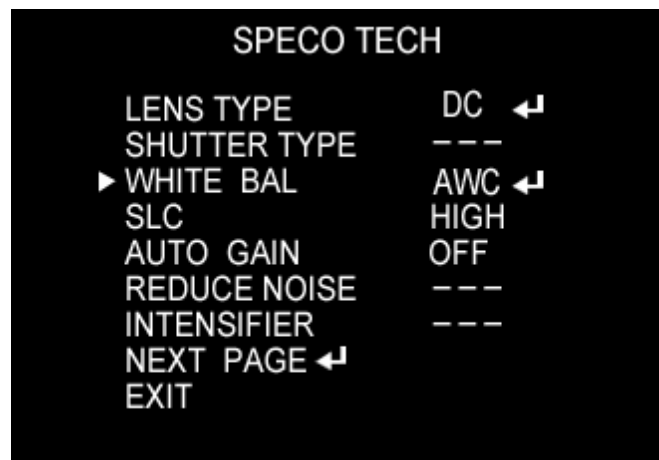 SPECO TECH
LENS TYPE DC ↵
SHUTTER TYPE ---
▶ WHITE BAL AWC ↵
SLC HIGH
AUTO GAIN OFF
REDUCE NOISE ---
INTENSIFIER ---
NEXT PAGE ↵
EXIT